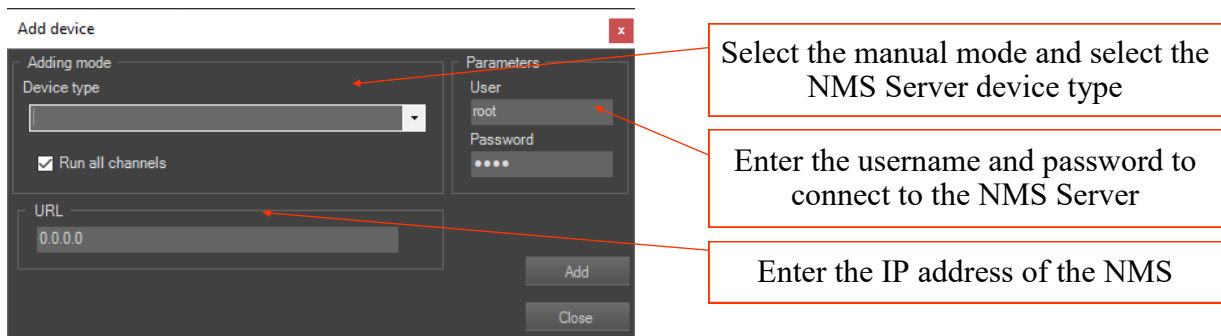 Add device
x
Adding mode
Device type
Run all channels
Parameters
User
root
Password
••••
URL
0.0.0.0
Add
Close
Select the manual mode and select the
NMS Server device type
Enter the username and password to
connect to the NMS Server
Enter the IP address of the NMS